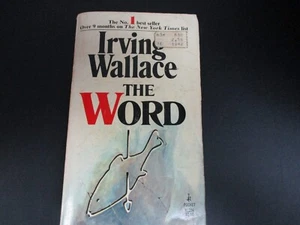 The No. 1 best seller
Over 9 months on The New York Times list
Irving
Wallace
THE
WORD